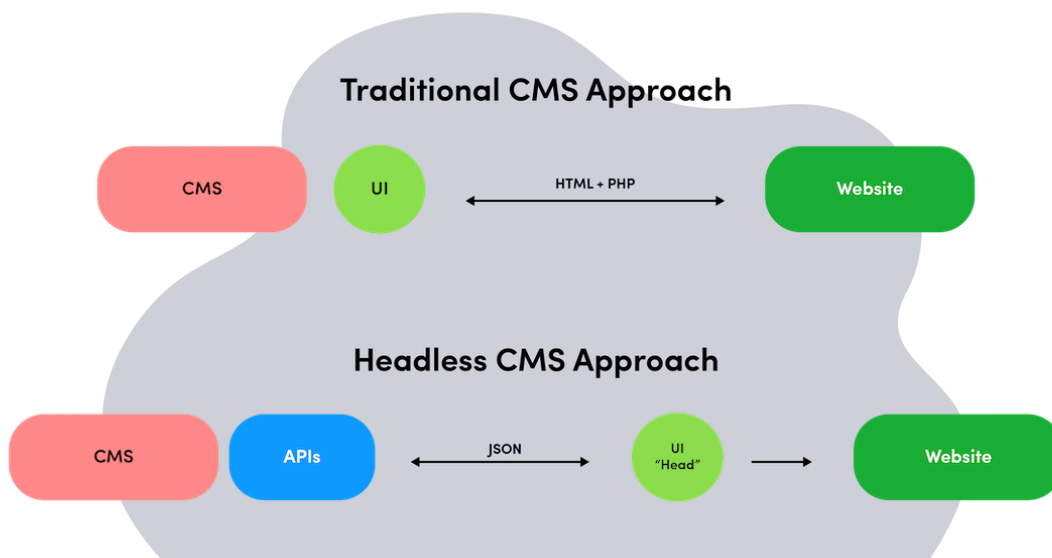 Traditional CMS Approach
CMS
UI
HTML + PHP
Website
Headless CMS Approach
CMS
APIs
JSON
UI
“Head”
Website